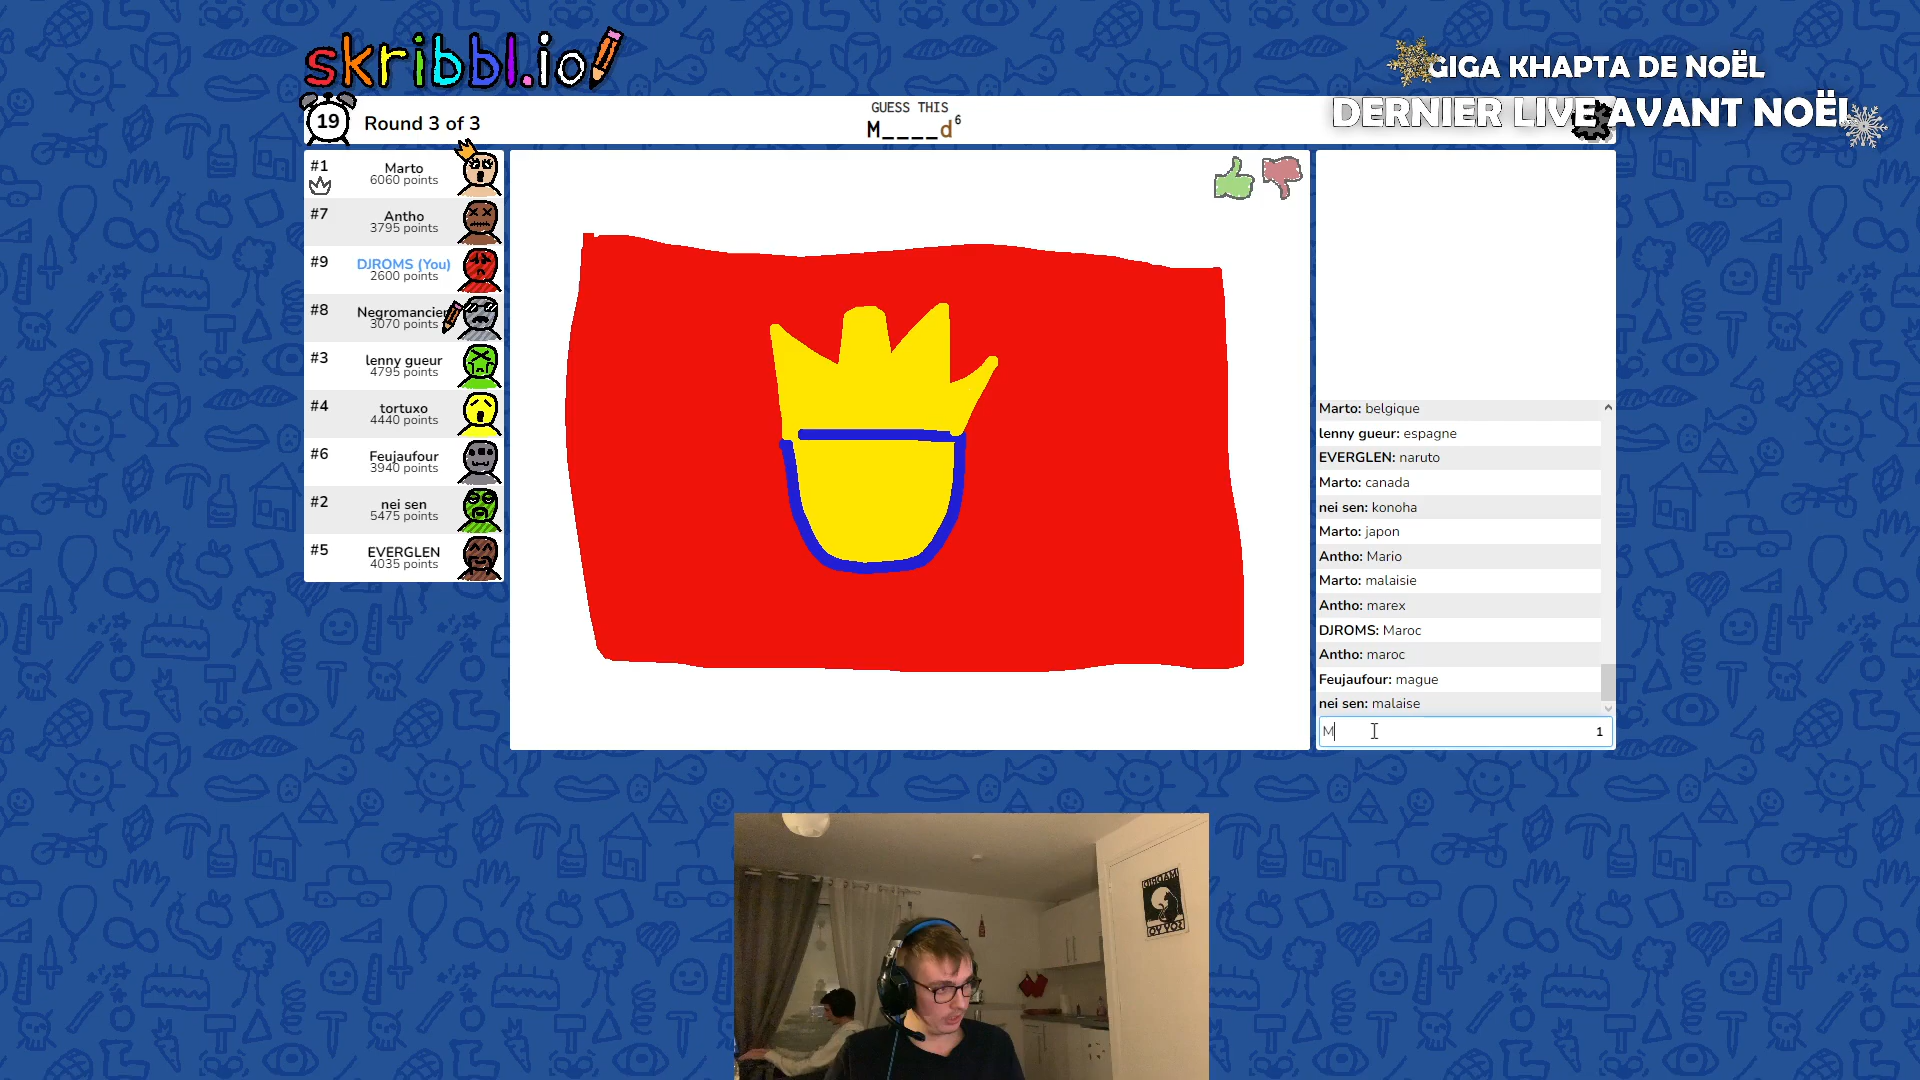 skribbl.io
GIGA KHAPTA DE NOËL
DERNIER LIVE AVANT NOËL
19
Round 3 of 3
GUESS THIS
M____d 6
#1
Marto
6060 points
#7
Antho
3795 points
#9
DJROMS (You)
2600 points
#8
Negromancien
3070 points
#3
lenny gueur
4795 points
#4
tortuxo
4440 points
#6
Feujaufour
3940 points
#2
nei sen
5475 points
#5
EVERGLEN
4035 points
Marto: belgique
lenny gueur: espagne
EVERGLEN: naruto
Marto: canada
nei sen: konoha
Marto: japon
Antho: Mario
Marto: malaisie
Antho: marex
DJROMS: Maroc
Antho: maroc
Feujaufour: mague
nei sen: malaise
M
1